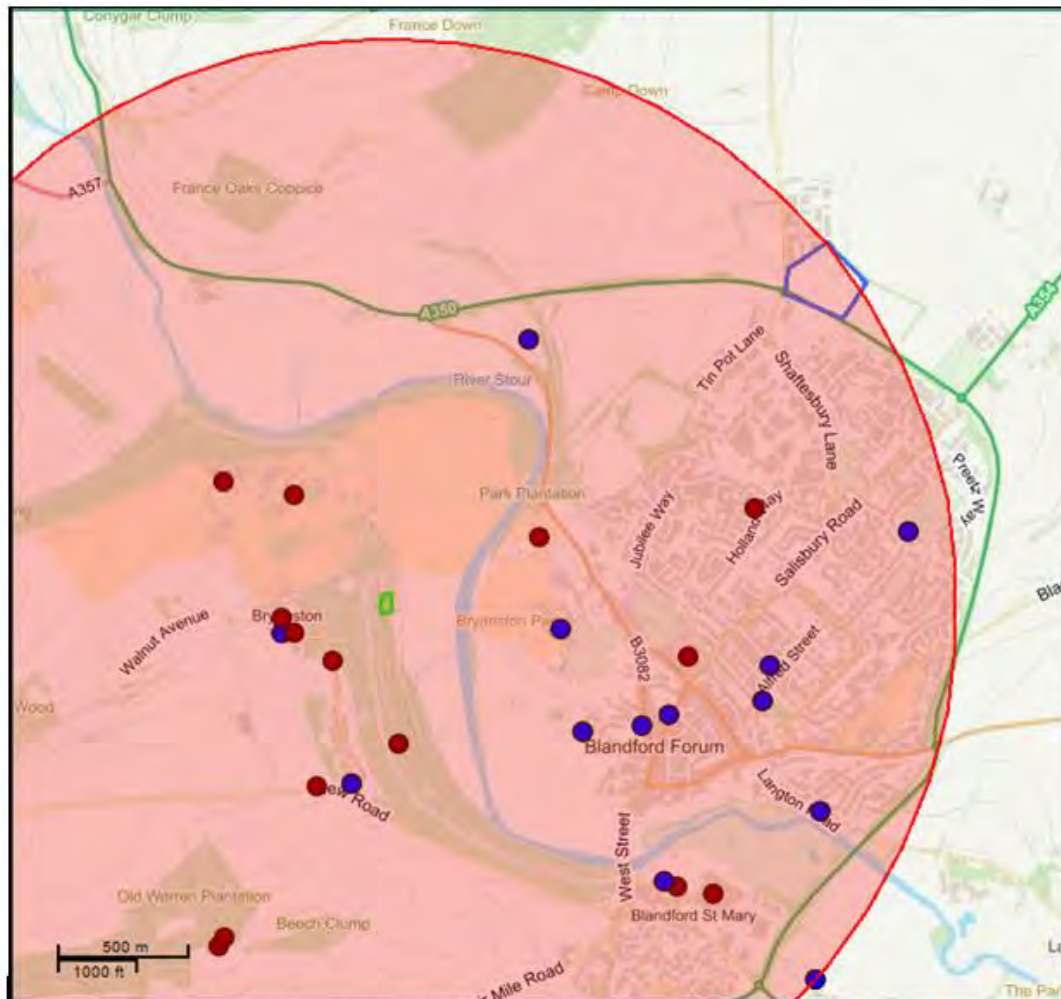 Conygar Clump
France Down
Camp Down
A357
France Oaks Coppice
A350
A354
Tin Pot Lane
River Stour
Shaftesbury Lane
Preetz Way
Park Plantation
Jubilee Way
Holland Way
Salisbury Road
Walnut Avenue
Bryanston
Bryanston Park
B3082
Alfred Street
Wood
Blandford Forum
New Road
Langton Road
West Street
Old Warren Plantation
Beech Clump
Blandford St Mary
500 m
1000 ft
Mile Road